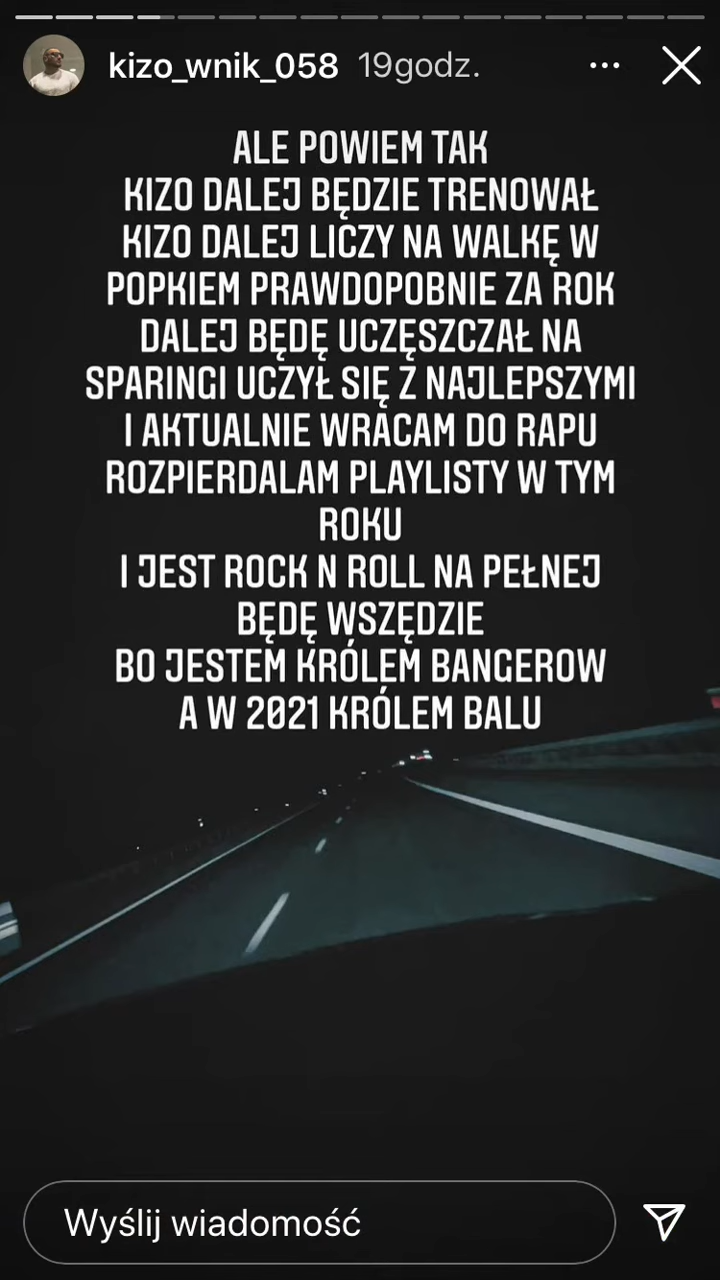 kizo_wnik_058 19godz.
ALE POWIEM TAK
KIZO DALEJ BĘDZIE TRENOWAŁ
KIZO DALEJ LICZY NA WALKĘ W
POPKIEM PRAWDOPOBNIE ZA ROK
DALEJ BĘDĘ UCZĘSZCZAŁ NA
SPARINGI UCZYŁ SIĘ Z NAJLEPSZYMI
I AKTUALNIE WRACAM DO RAPU
ROZPIERDALAM PLAYLISTY W TYM
ROKU
I JEST ROCK N ROLL NA PEŁNEJ
BĘDĘ WSZĘDZIE
BO JESTEM KRÓLEM BANGEROW
A W 2021 KRÓLEM BALU
Wyślij wiadomość